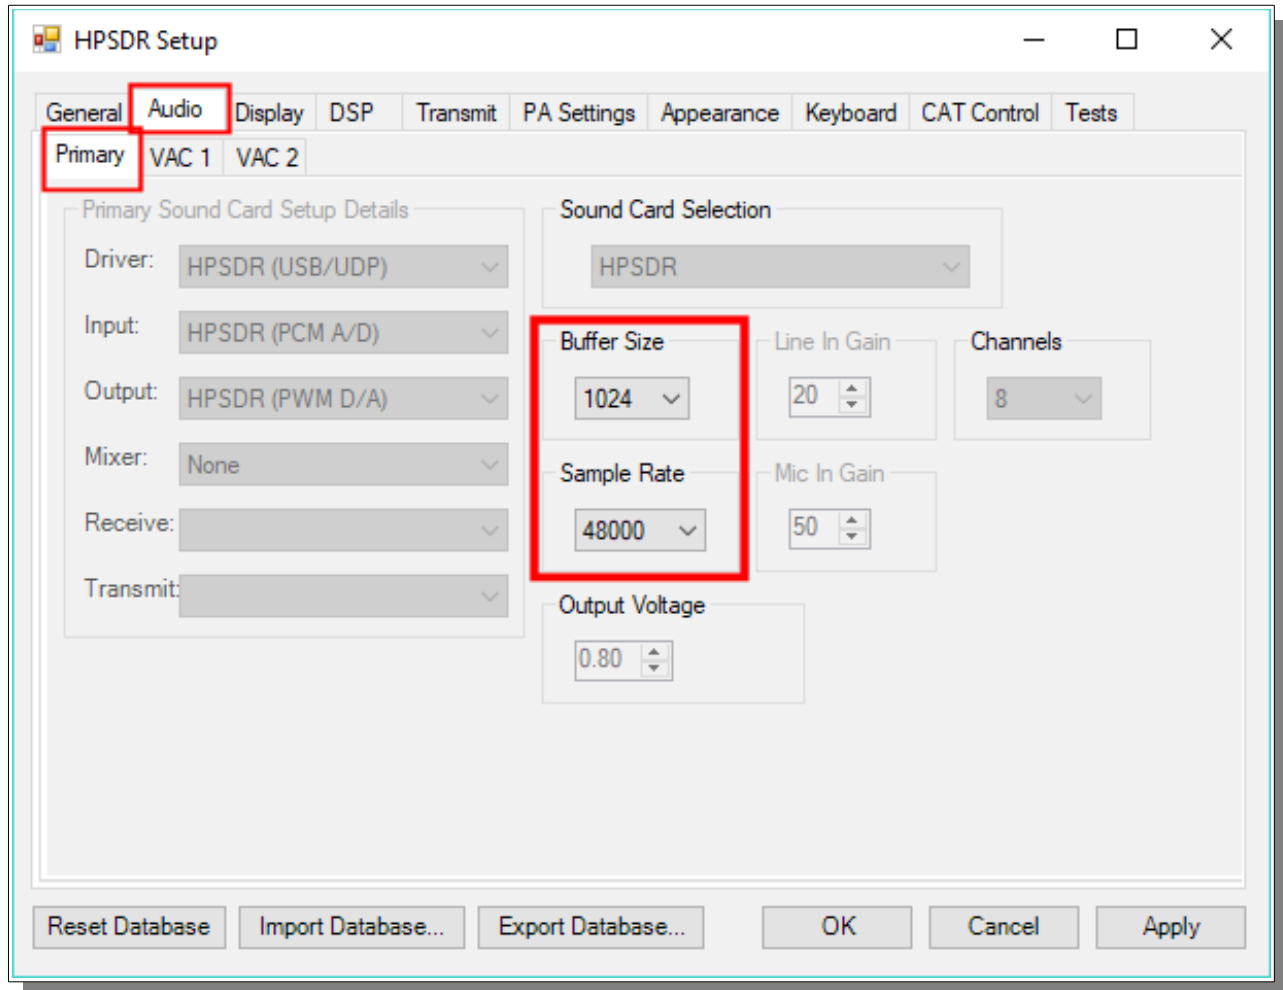 HPSDR Setup
General Audio Display DSP Transmit PA Settings Appearance Keyboard CAT Control Tests
Primary VAC 1 VAC 2
Primary Sound Card Setup Details
Driver: HPSDR (USB/UDP)
Input: HPSDR (PCM A/D)
Output: HPSDR (PWM D/A)
Mixer: None
Receive:
Transmit:
Sound Card Selection
HPSDR
Buffer Size
1024
Line In Gain
20
Channels
8
Sample Rate
48000
Mic In Gain
50
Output Voltage
0.80
Reset Database Import Database... Export Database... OK Cancel Apply